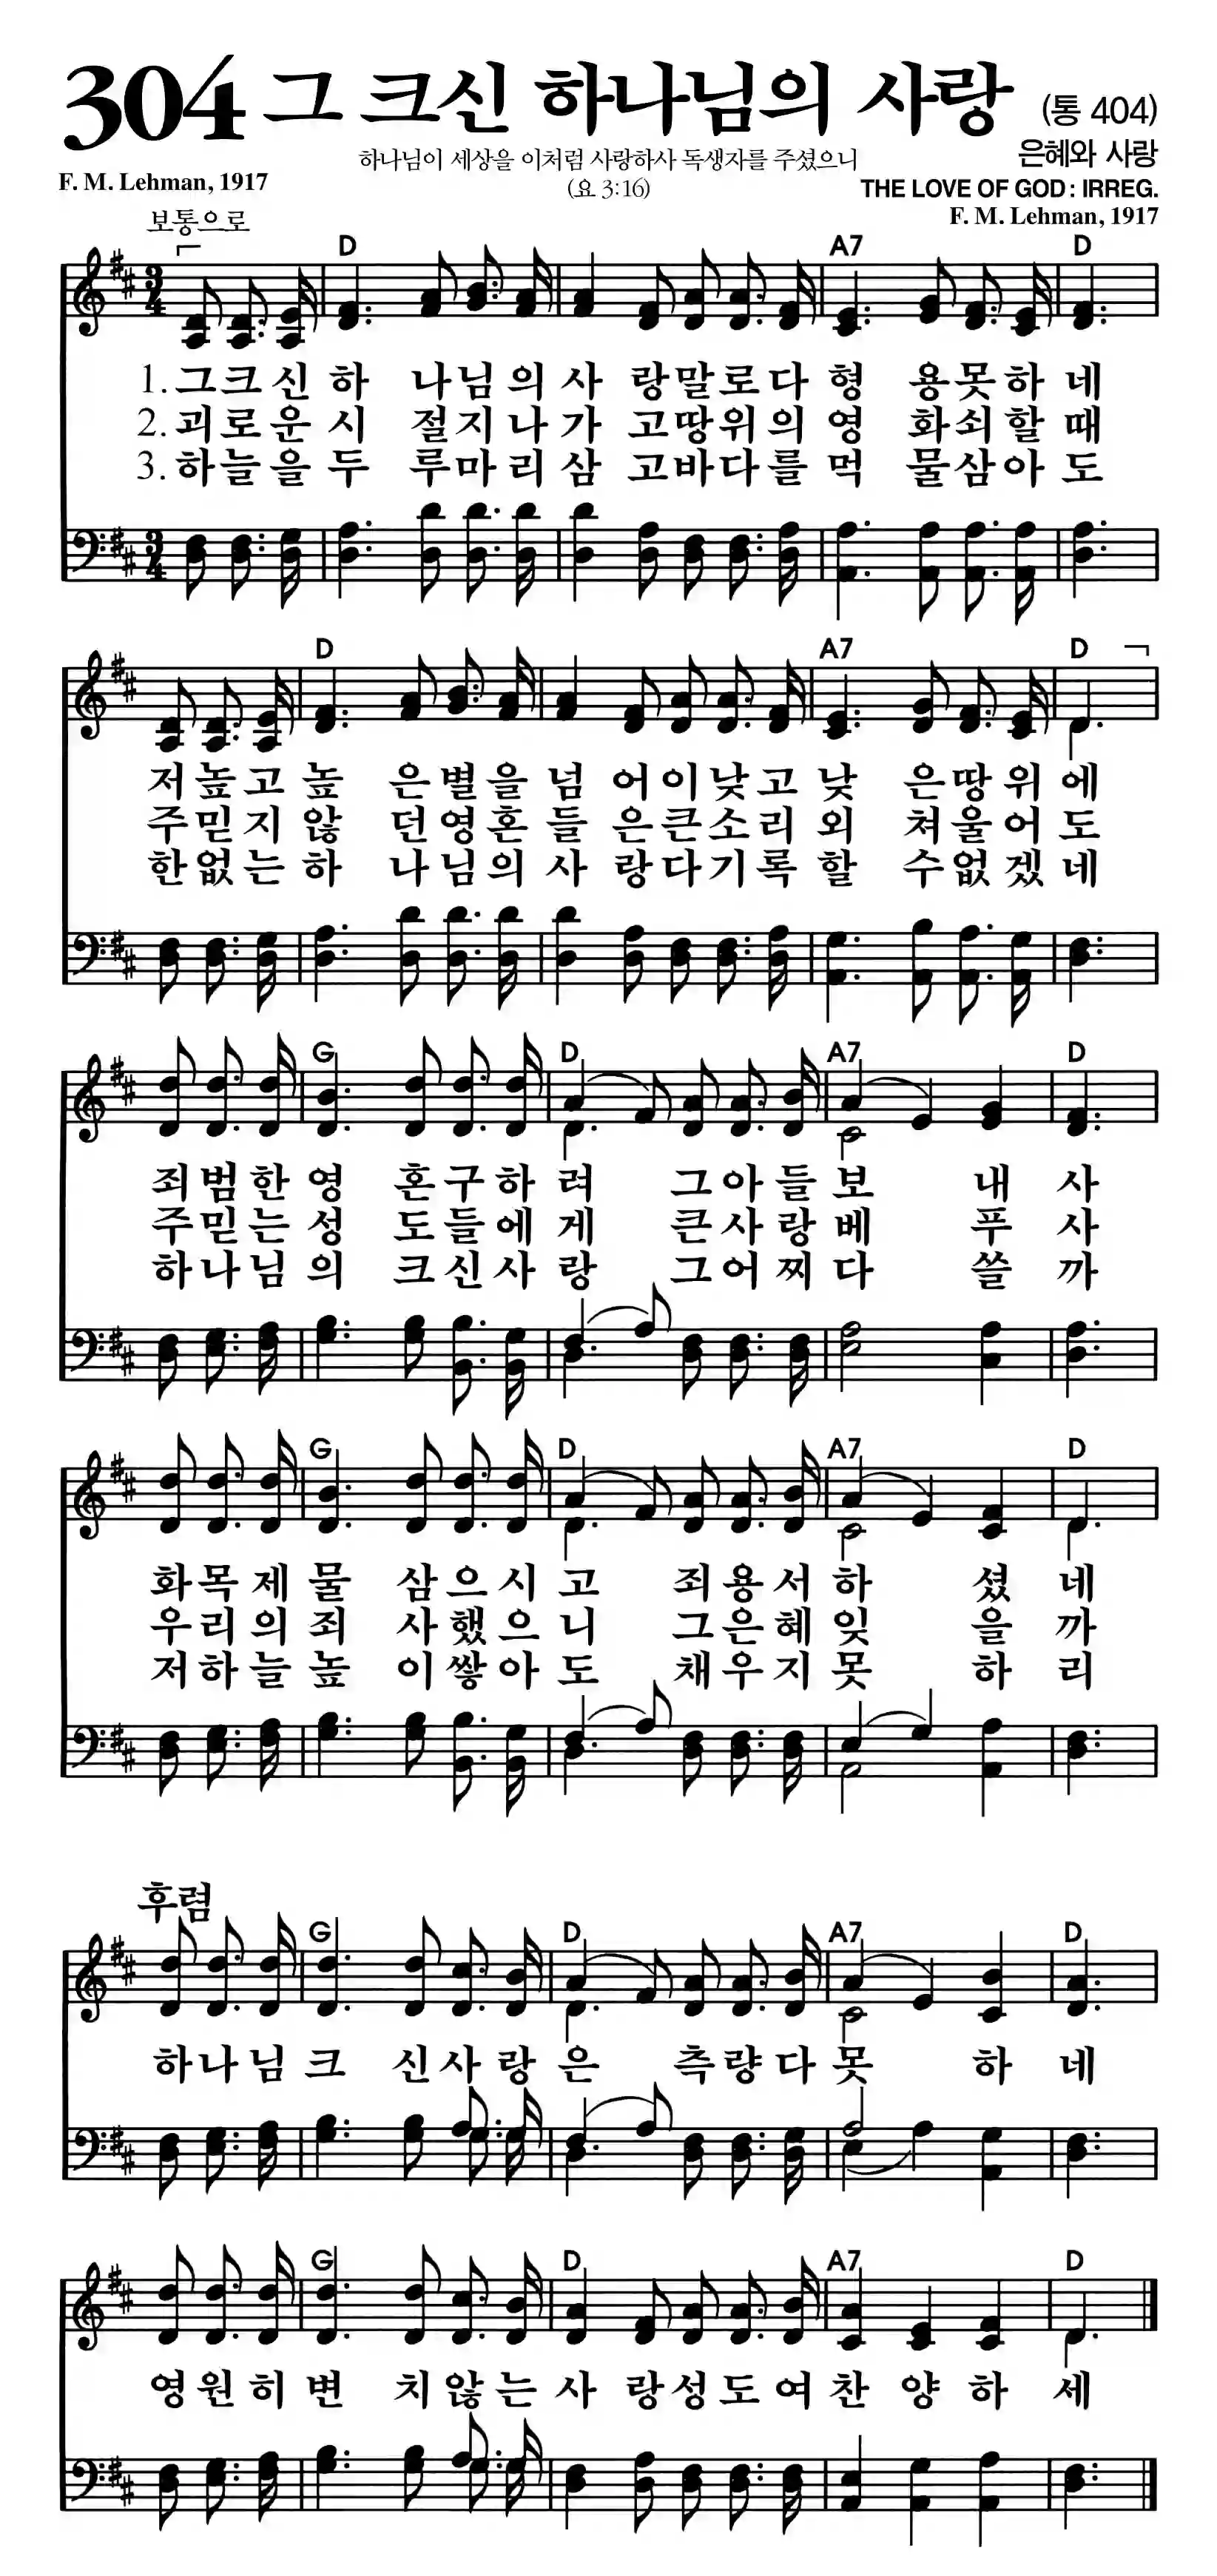 304 그 크신 하나님의 사랑 (통 404)
하나님이 세상을 이처럼 사랑하사 독생자를 주셨으니
(요 3:16)
은혜와 사랑
F. M. Lehman, 1917
THE LOVE OF GOD : IRREG.
F. M. Lehman, 1917
보통으로
D A7 D
1. 그크신 하 나님의 사 랑말로다 형 용못하 네
2. 괴로운 시 절지나 가 고땅위의 영 화쇠할 때
3. 하늘을 두 루마리 삼 고바다를 먹 물삼아 도
D A7 D
저높고 높 은별을 넘 어이낮고 낮 은땅위 에
주믿지 않 던영혼 들 은큰소리 외 쳐울어 도
한없는 하 나님의 사 랑다기록 할 수없겠 네
G D A7 D
죄범한 영 혼구하 려 그아들 보 내 사
주믿는 성 도들에 게 큰사랑 베 푸 사
하나님 의 크신사 랑 그어찌 다 쓸 까
G D A7 D
화목제 물 삼으시 고 죄용서 하 셨 네
우리의 죄 사했으 니 그은혜 잊 을 까
저하늘 높 이쌓아 도 채우지 못 하 리
후렴
G D A7 D
하나님 크 신사랑 은 측량다 못 하 네
G D A7 D
영원히 변 치않는 사 랑성도여 찬 양 하 세